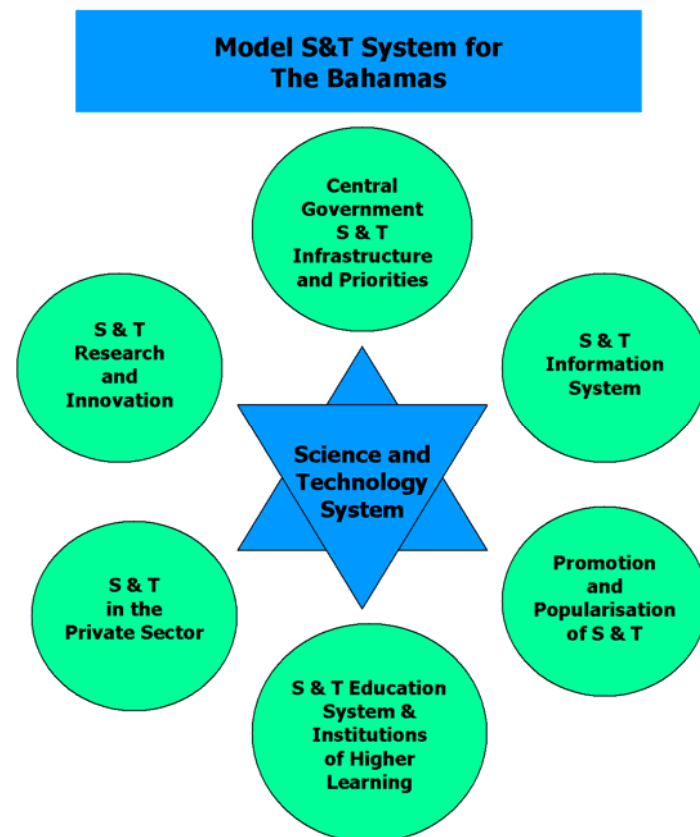 Model S&T System for
The Bahamas
Central
Government
S & T
Infrastructure
and Priorities
S & T
Research
and
Innovation
S & T
Information
System
Science and
Technology
System
S & T
in the
Private Sector
Promotion
and
Popularisation
of S & T
S & T Education
System &
Institutions
of Higher
Learning